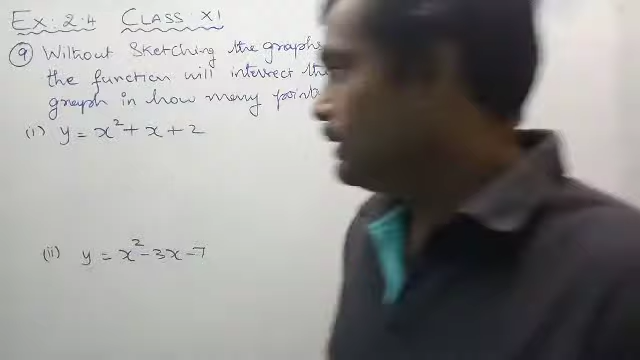 Ex: 2.4 CLASS XI
9 Without Sketching the graphs
the function will interrect the
graph in how many points
(i) y = x² + x + 2
(ii) y = x² - 3x - 7